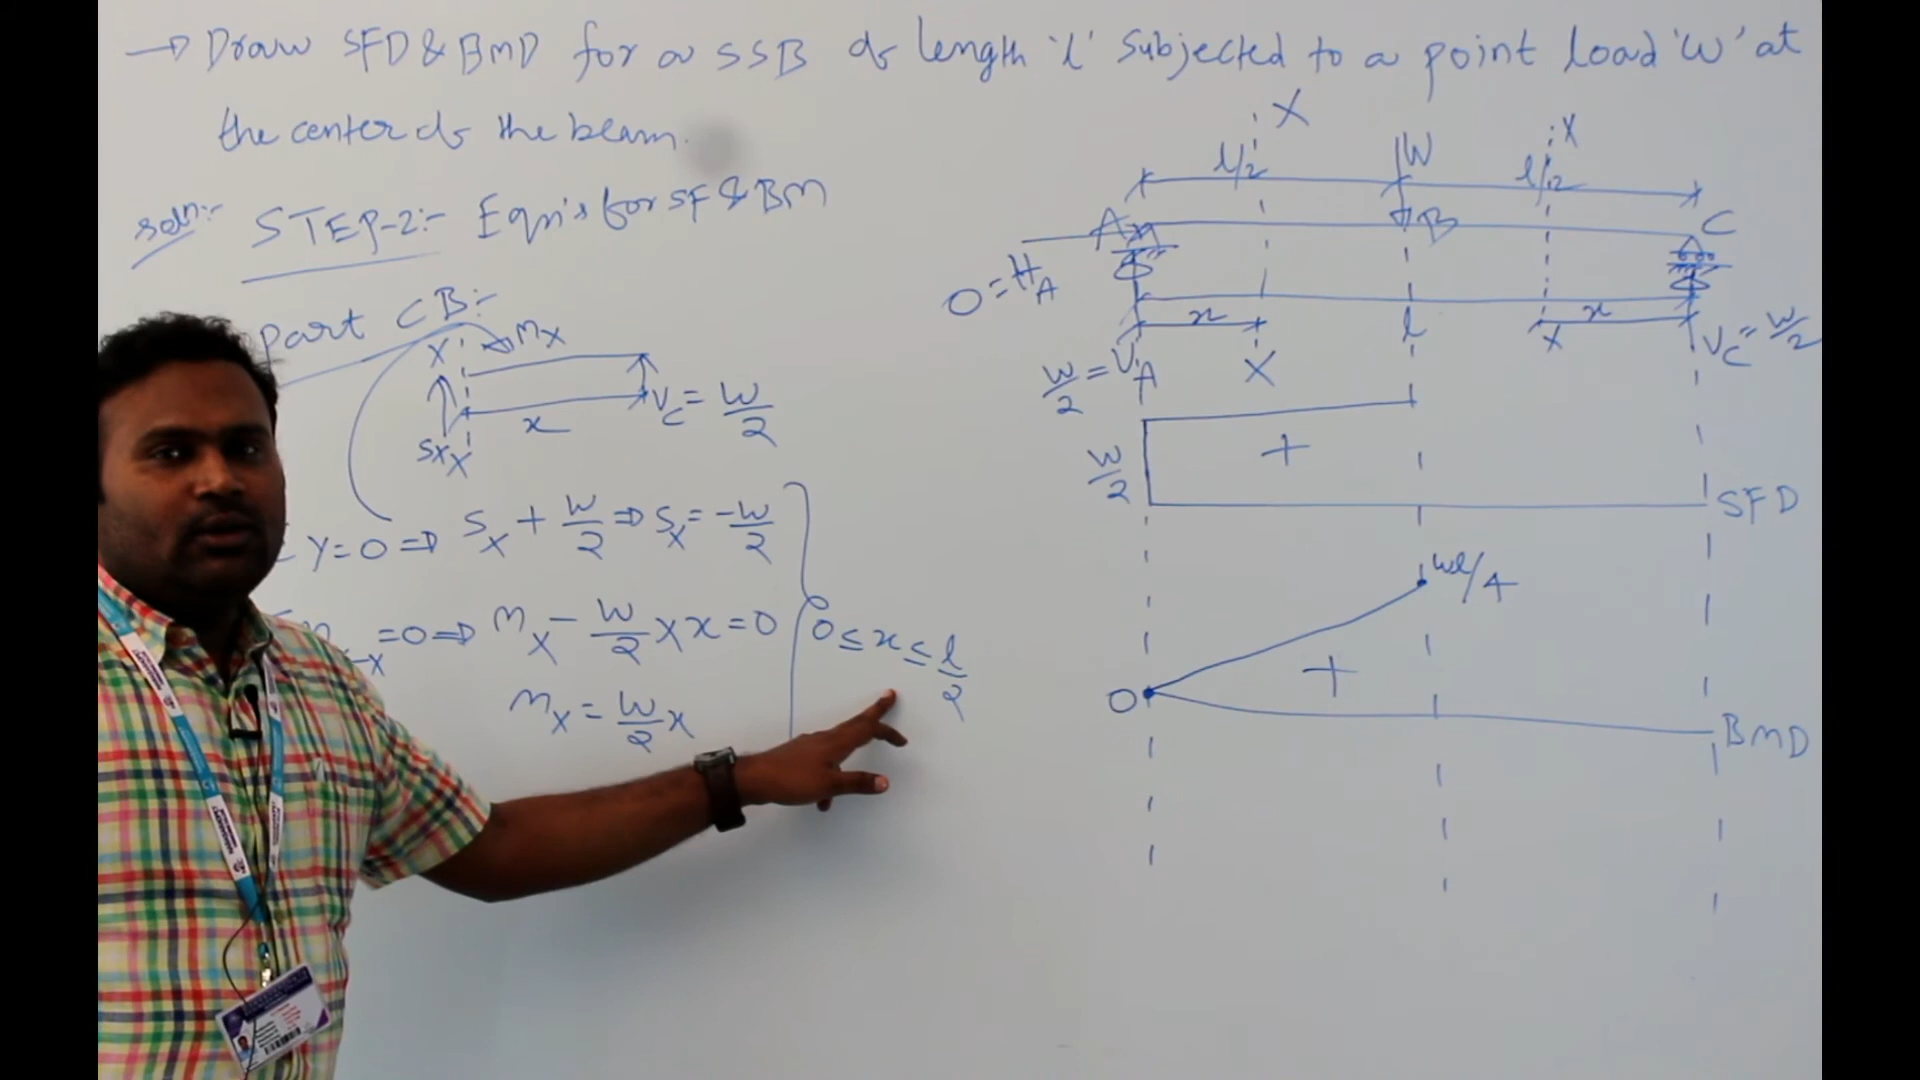 → Draw SFD & BMD for a SSB of length 'l' subjected to a point load 'W' at
the center of the beam.
soln:- STEP-2:- Eqn's for SF & BM
part CB:-
X Mx
Sx X x Vc = W/2
Y=0 ⇒ Sx + W/2 ⇒ Sx = -W/2
=0 ⇒ Mx - W/2 × x = 0
0 ≤ x ≤ l/2
Mx = W/2 x
X X
l/2 W l/2
A B C
0 = HA
x l x
X X
W/2 = VA Vc = W/2
W/2 + SFD
Wl/4
0 + BMD